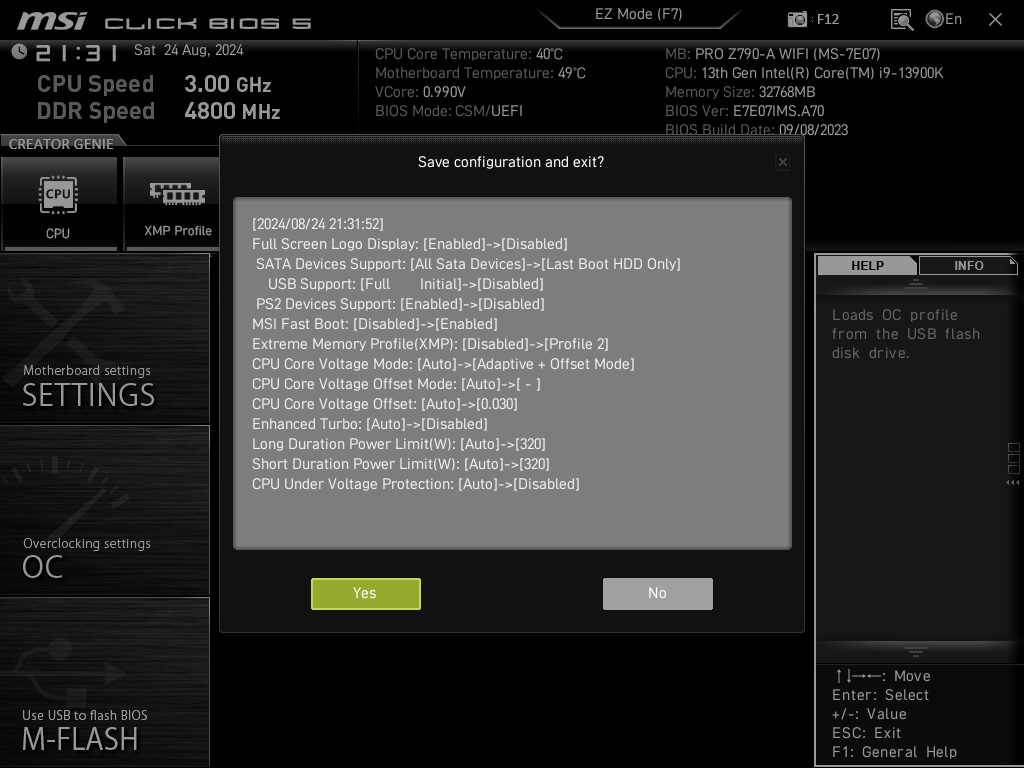 msi CLICK BIOS 5
EZ Mode (F7)
: F12
En
21:31
Sat 24 Aug, 2024
CPU Speed 3.00 GHz
DDR Speed 4800 MHz
CPU Core Temperature: 40°C
Motherboard Temperature: 49°C
VCore: 0.990V
BIOS Mode: CSM/UEFI
MB: PRO Z790-A WIFI (MS-7E07)
CPU: 13th Gen Intel(R) Core(TM) i9-13900K
Memory Size: 32768MB
BIOS Ver: E7E07IMS.A70
BIOS Build Date: 09/08/2023
CREATOR GENIE
CPU
CPU
XMP Profile
Motherboard settings
SETTINGS
Overclocking settings
OC
Use USB to flash BIOS
M-FLASH
Save configuration and exit?
[2024/08/24 21:31:52]
Full Screen Logo Display: [Enabled]->[Disabled]
SATA Devices Support: [All Sata Devices]->[Last Boot HDD Only]
USB Support: [Full Initial]->[Disabled]
PS2 Devices Support: [Enabled]->[Disabled]
MSI Fast Boot: [Disabled]->[Enabled]
Extreme Memory Profile(XMP): [Disabled]->[Profile 2]
CPU Core Voltage Mode: [Auto]->[Adaptive + Offset Mode]
CPU Core Voltage Offset Mode: [Auto]->[ - ]
CPU Core Voltage Offset: [Auto]->[0.030]
Enhanced Turbo: [Auto]->[Disabled]
Long Duration Power Limit(W): [Auto]->[320]
Short Duration Power Limit(W): [Auto]->[320]
CPU Under Voltage Protection: [Auto]->[Disabled]
Yes
No
HELP
INFO
Loads OC profile
from the USB flash
disk drive.
↑↓→←: Move
Enter: Select
+/-: Value
ESC: Exit
F1: General Help